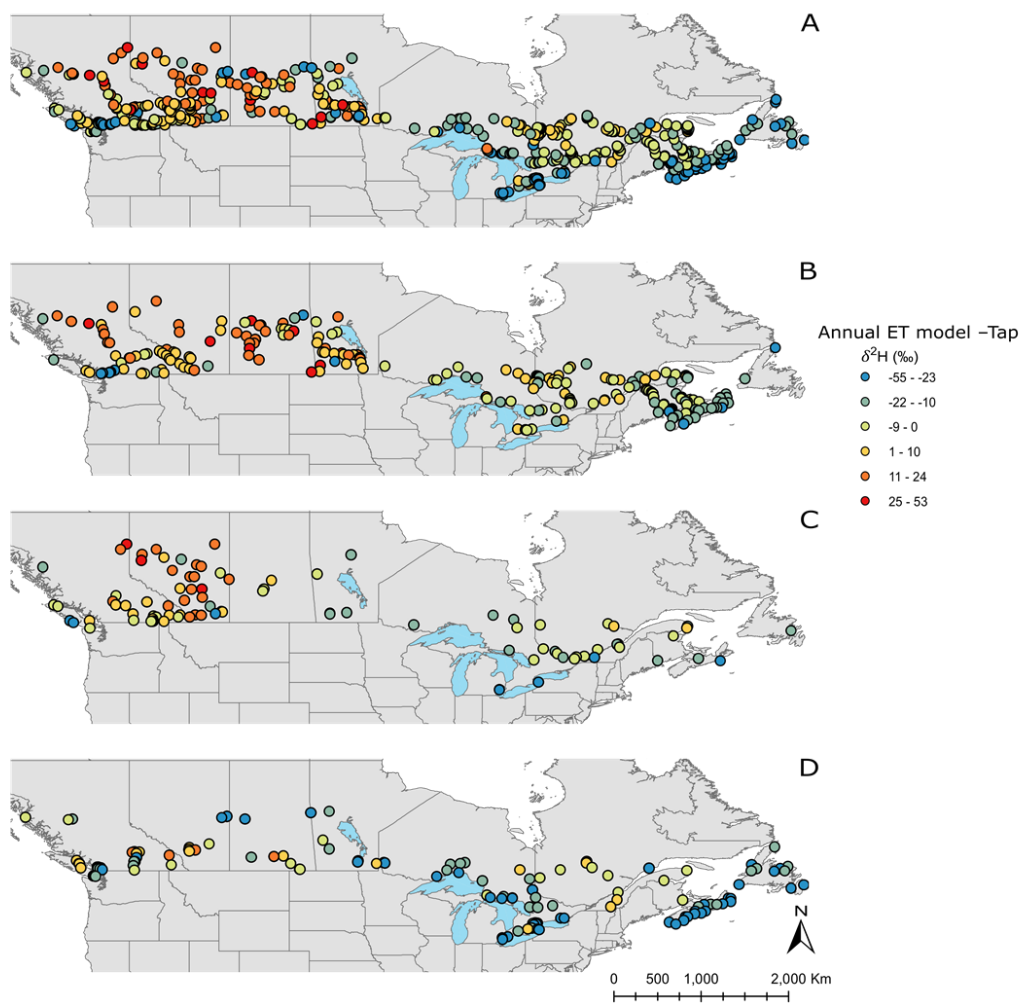 A
B
Annual ET model –Tap
δ²H (‰)
-55 - -23
-22 - -10
-9 - 0
1 - 10
11 - 24
25 - 53
C
D
N
0 500 1,000 2,000 Km